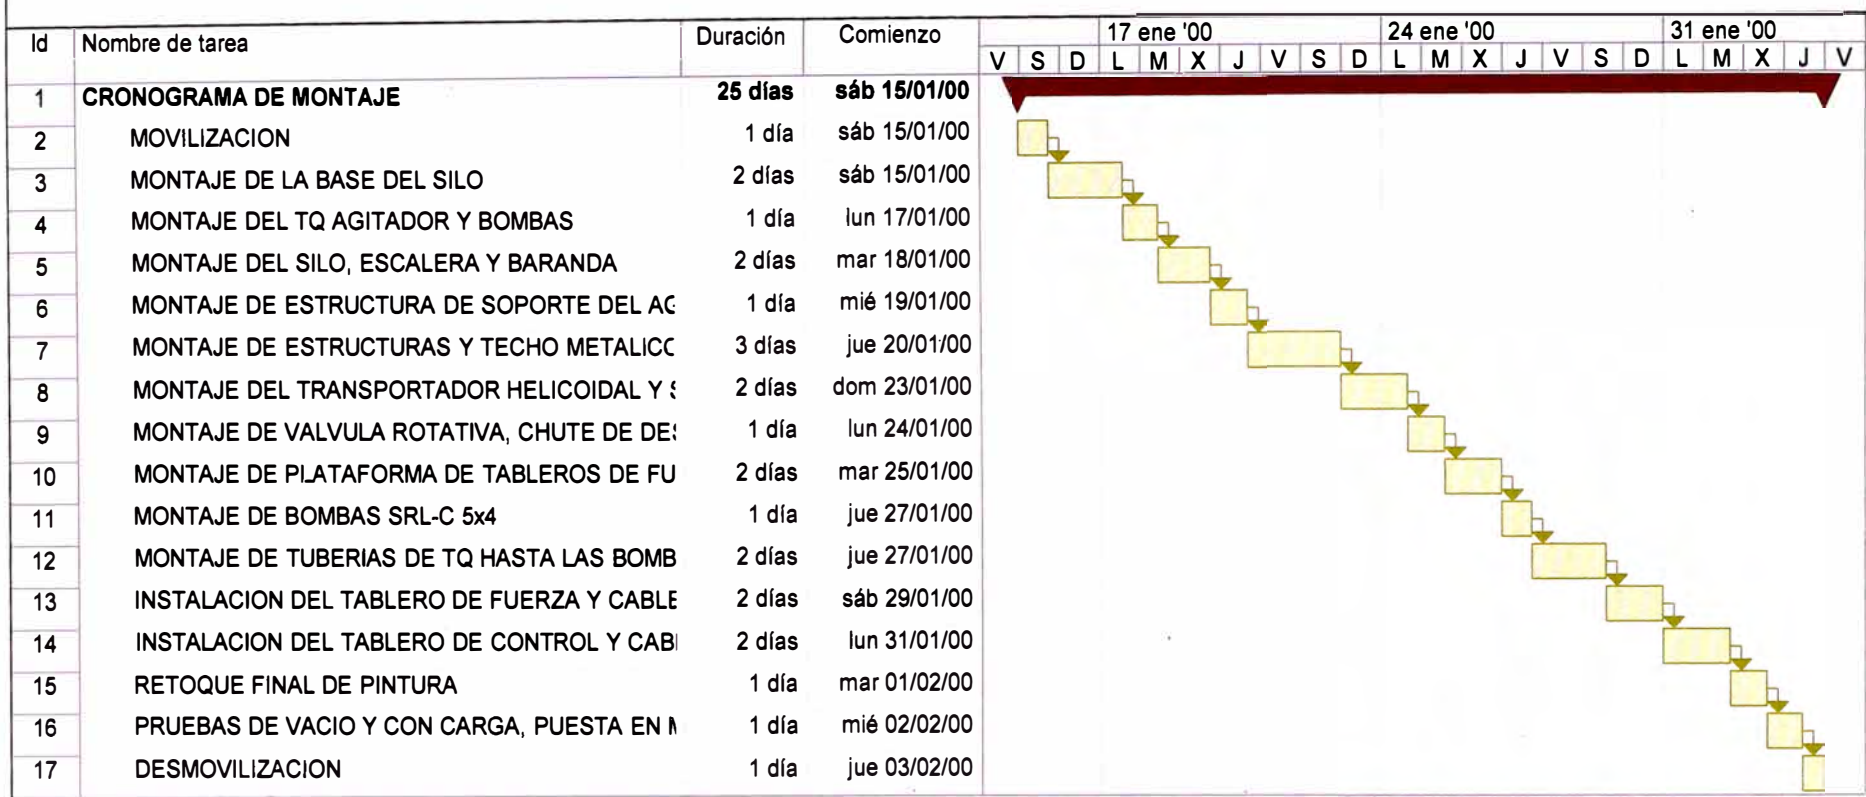 Id Nombre de tarea Duración Comienzo 17 ene '00 24 ene '00 31 ene '00
V S D L M X J V S D L M X J V S D L M X J V
1 CRONOGRAMA DE MONTAJE 25 días sáb 15/01/00
2 MOVILIZACION 1 día sáb 15/01/00
3 MONTAJE DE LA BASE DEL SILO 2 días sáb 15/01/00
4 MONTAJE DEL TQ AGITADOR Y BOMBAS 1 día lun 17/01/00
5 MONTAJE DEL SILO, ESCALERA Y BARANDA 2 días mar 18/01/00
6 MONTAJE DE ESTRUCTURA DE SOPORTE DEL AG 1 día mié 19/01/00
7 MONTAJE DE ESTRUCTURAS Y TECHO METALICO 3 días jue 20/01/00
8 MONTAJE DEL TRANSPORTADOR HELICOIDAL Y S 2 días dom 23/01/00
9 MONTAJE DE VALVULA ROTATIVA, CHUTE DE DES 1 día lun 24/01/00
10 MONTAJE DE PLATAFORMA DE TABLEROS DE FU 2 días mar 25/01/00
11 MONTAJE DE BOMBAS SRL-C 5x4 1 día jue 27/01/00
12 MONTAJE DE TUBERIAS DE TQ HASTA LAS BOMB 2 días jue 27/01/00
13 INSTALACION DEL TABLERO DE FUERZA Y CABLE 2 días sáb 29/01/00
14 INSTALACION DEL TABLERO DE CONTROL Y CAB 2 días lun 31/01/00
15 RETOQUE FINAL DE PINTURA 1 día mar 01/02/00
16 PRUEBAS DE VACIO Y CON CARGA, PUESTA EN M 1 día mié 02/02/00
17 DESMOVILIZACION 1 día jue 03/02/00